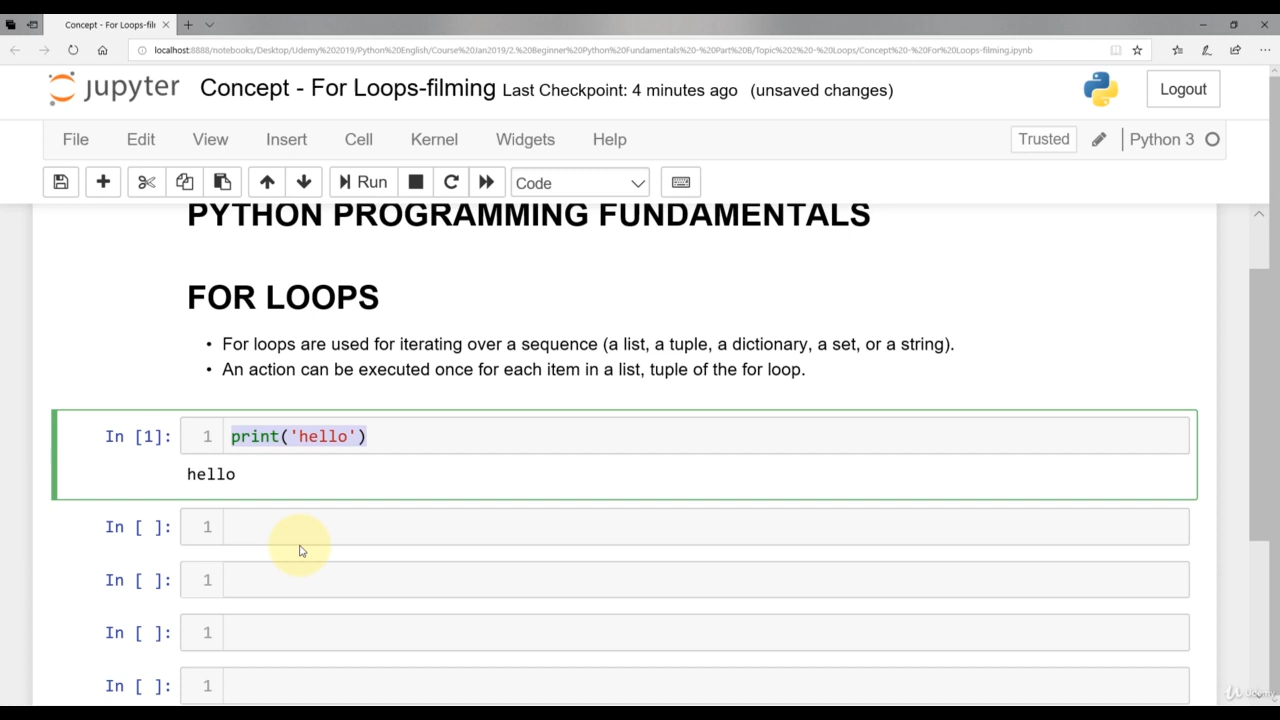 Concept - For Loops-filr
localhost:8888/notebooks/Desktop/Udemy%202019/Python%20English/Course%20Jan2019/2.%20Beginner%20Python%20Fundamentals%20-%20Part%20B/Topic%202%20-%20Loops/Concept%20-%20For%20Loops-filming.ipynb
jupyter Concept - For Loops-filming Last Checkpoint: 4 minutes ago (unsaved changes) Logout
File Edit View Insert Cell Kernel Widgets Help Trusted Python 3
Run Code
PYTHON PROGRAMMING FUNDAMENTALS
FOR LOOPS
• For loops are used for iterating over a sequence (a list, a tuple, a dictionary, a set, or a string).
• An action can be executed once for each item in a list, tuple of the for loop.
In [1]: 1 print('hello')
hello
In [ ]: 1
In [ ]: 1
In [ ]: 1
In [ ]: 1
Udemy